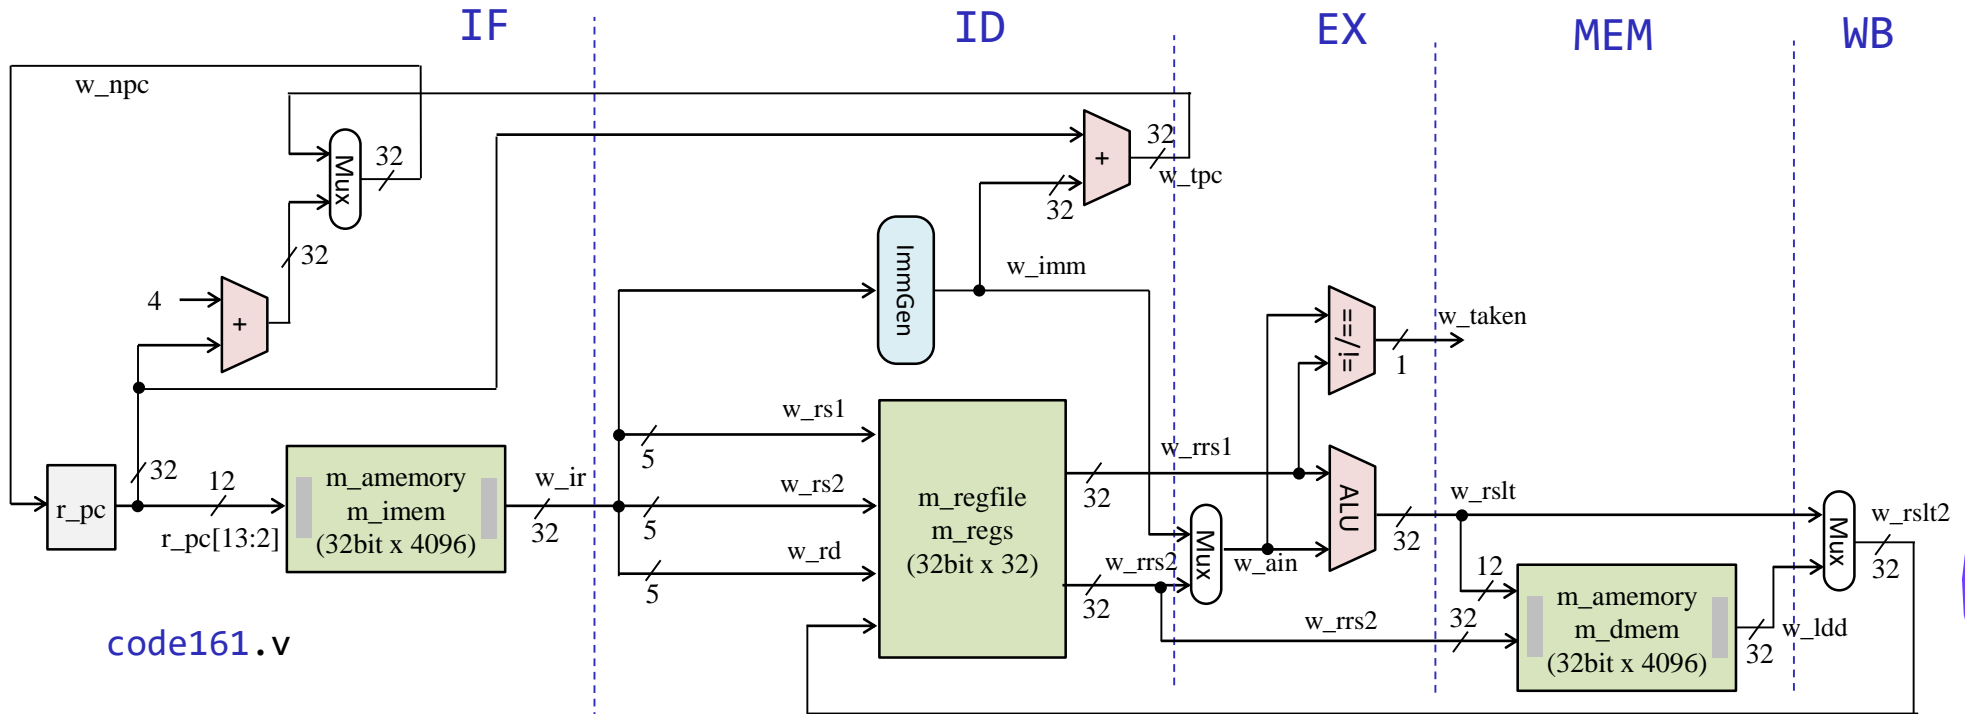 IF
ID
EX
MEM
WB
w_npc
Mux
32
32
4
+
32
r_pc
12
r_pc[13:2]
m_amemory
m_imem
(32bit x 4096)
w_ir
32
code161.v
+
32
32
w_tpc
ImmGen
w_imm
w_rs1
5
w_rs2
5
w_rd
5
m_regfile
m_regs
(32bit x 32)
w_rrs1
32
w_rrs2
32
Mux
w_ain
==/!=
w_taken
1
ALU
32
w_rslt
w_rrs2
12
32
m_amemory
m_dmem
(32bit x 4096)
32
w_ldd
Mux
w_rslt2
32